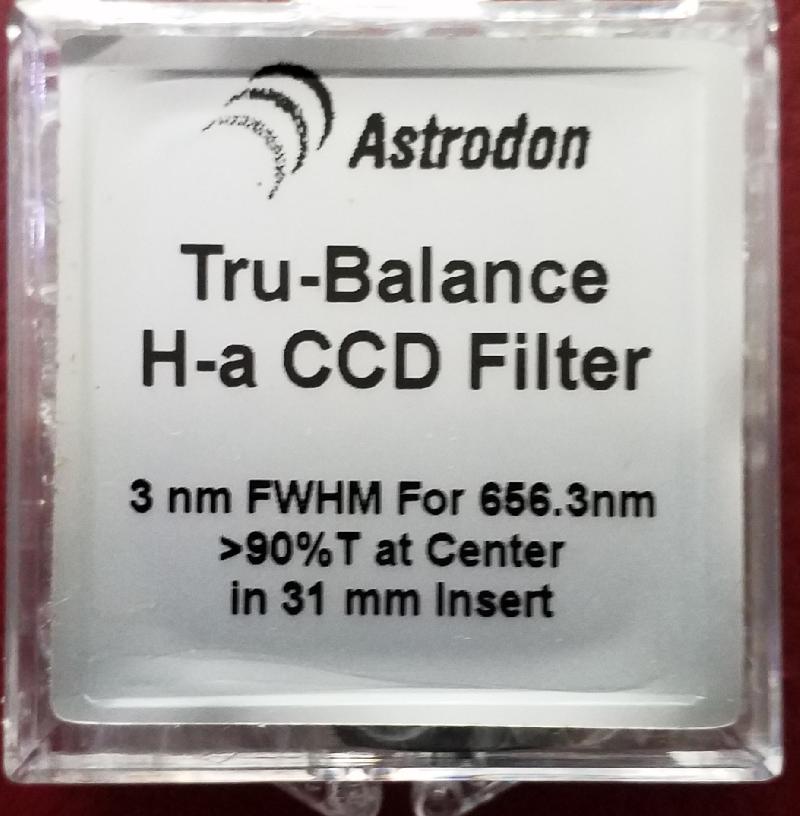 Astrodon
Tru-Balance
H-a CCD Filter
3 nm FWHM For 656.3nm
>90%T at Center
in 31 mm Insert